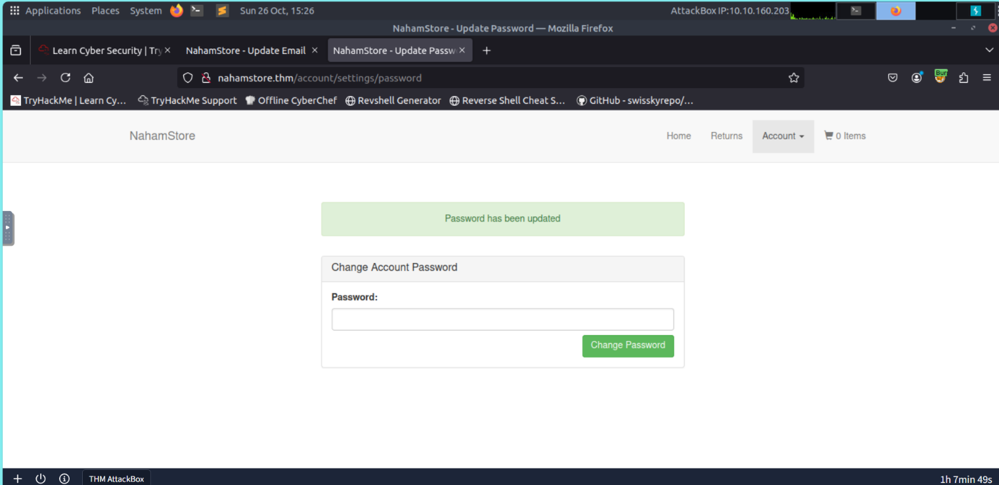 Applications Places System Sun 26 Oct, 15:26 AttackBox IP:10.10.160.203
NahamStore - Update Password — Mozilla Firefox
Learn Cyber Security | Try NahamStore - Update Email NahamStore - Update Passw
nahamstore.thm/account/settings/password
Bur
TryHackMe | Learn Cy... TryHackMe Support Offline CyberChef Revshell Generator Reverse Shell Cheat S... GitHub - swisskyrepo/...
NahamStore Home Returns Account 0 Items
Password has been updated
Change Account Password
Password:
Change Password
THM AttackBox 1h 7min 49s